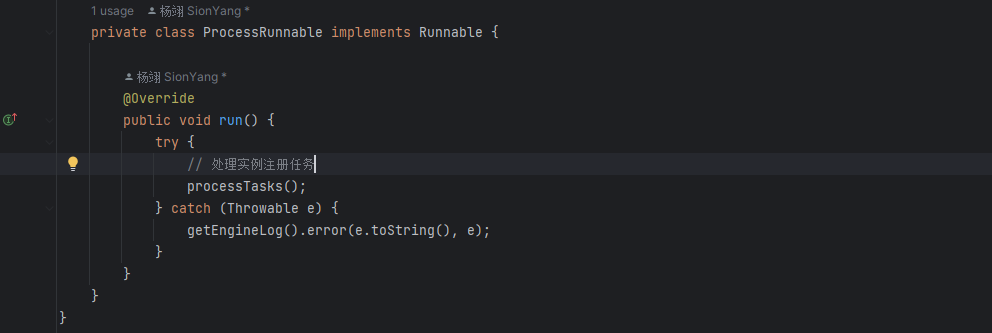 1 usage 杨翊 SionYang *
private class ProcessRunnable implements Runnable {
杨翊 SionYang *
@Override
public void run() {
try {
// 处理实例注册任务
processTasks();
} catch (Throwable e) {
getEngineLog().error(e.toString(), e);
}
}
}
}